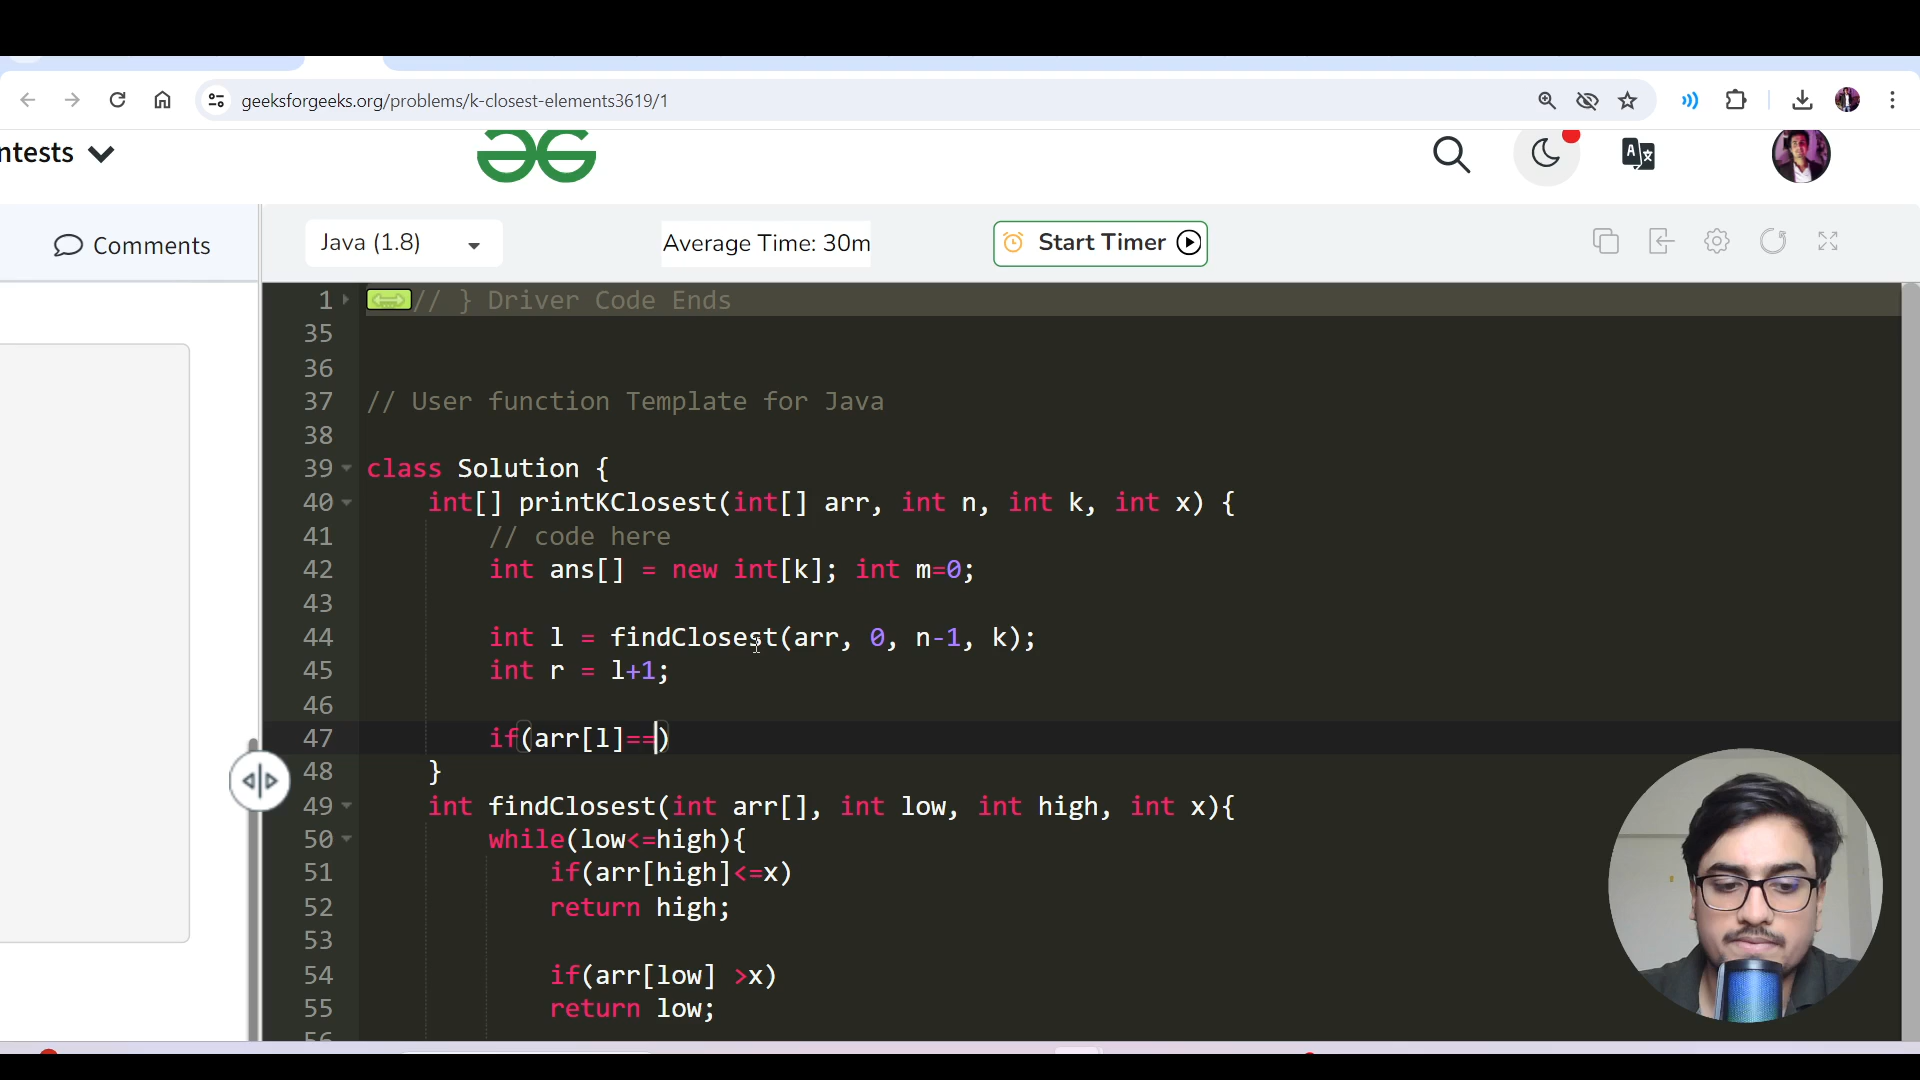 geeksforgeeks.org/problems/k-closest-elements3619/1
ntests
Comments
Java (1.8)
Average Time: 30m
Start Timer
1 // } Driver Code Ends
35
36
37 // User function Template for Java
38
39 class Solution {
40 int[] printKClosest(int[] arr, int n, int k, int x) {
41 // code here
42 int ans[] = new int[k]; int m=0;
43
44 int l = findClosest(arr, 0, n-1, k);
45 int r = l+1;
46
47 if(arr[l]==)
48 }
49 int findClosest(int arr[], int low, int high, int x){
50 while(low<=high){
51 if(arr[high]<=x)
52 return high;
53
54 if(arr[low] >x)
55 return low;
56